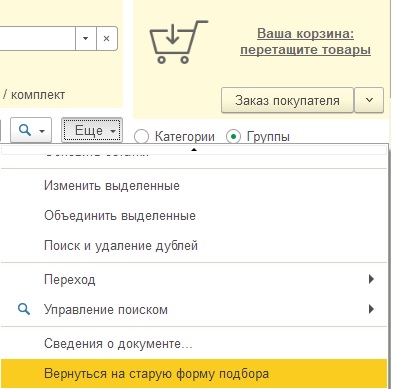 Ваша корзина:
перетащите товары
/ комплект
Заказ покупателя
Еще
Категории
Группы
Изменить выделенные
Объединить выделенные
Поиск и удаление дублей
Переход
Управление поиском
Сведения о документе...
Вернуться на старую форму подбора